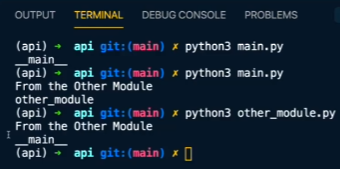 OUTPUT TERMINAL DEBUG CONSOLE PROBLEMS
(api) → api git:(main) ✗ python3 main.py
__main__
(api) → api git:(main) ✗ python3 main.py
From the Other Module
other_module
(api) → api git:(main) ✗ python3 other_module.py
From the Other Module
__main__
(api) → api git:(main) ✗